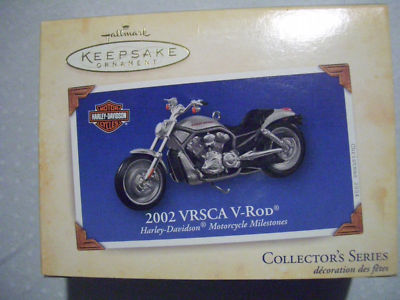 Hallmark
KEEPSAKE
ORNAMENT
MOTOR
HARLEY-DAVIDSON
CYCLES
2002 VRSCA V-ROD®
Harley-Davidson® Motorcycle Milestones
COLLECTOR'S SERIES
décoration des fêtes